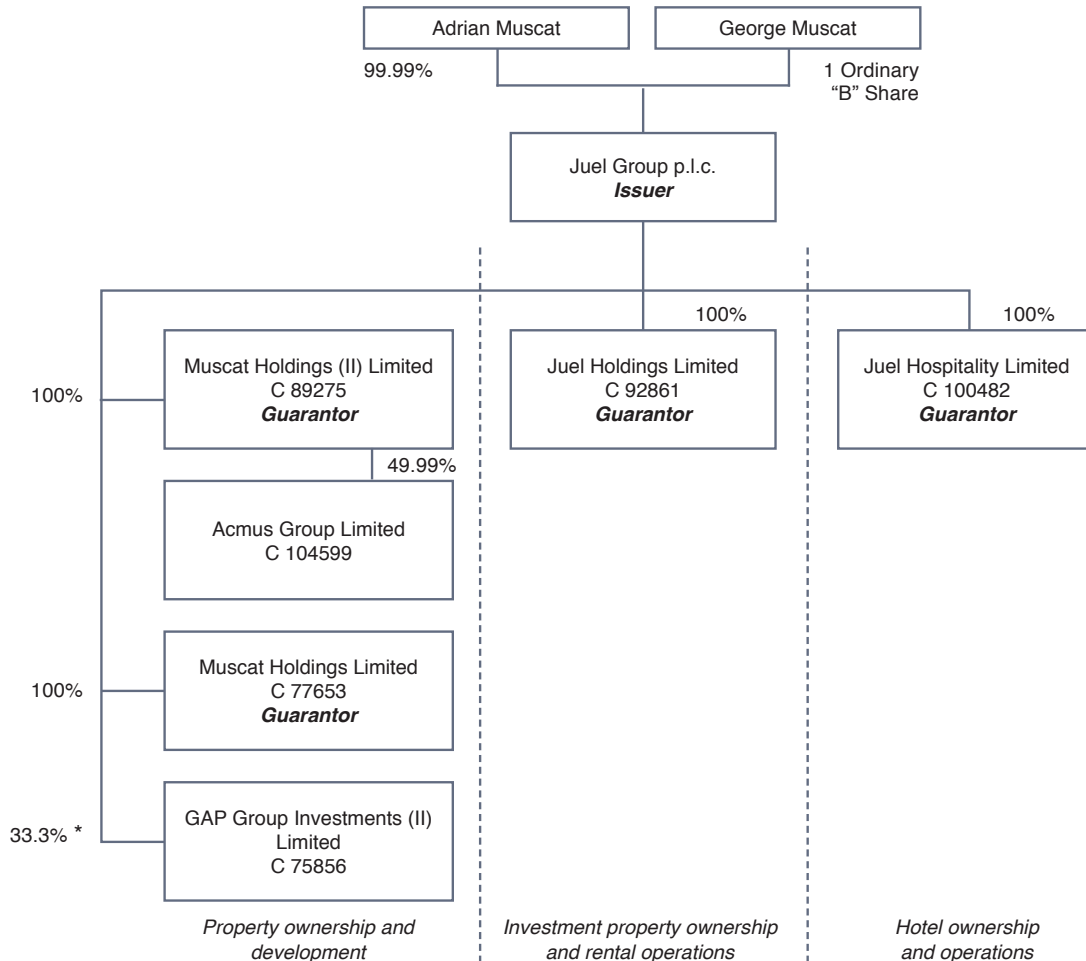 Adrian Muscat
George Muscat
99.99%
1 Ordinary
“B” Share
Juel Group p.l.c.
Issuer
100%
100%
Muscat Holdings (II) Limited
C 89275
Guarantor
Juel Holdings Limited
C 92861
Guarantor
Juel Hospitality Limited
C 100482
Guarantor
100%
49.99%
Acmus Group Limited
C 104599
Muscat Holdings Limited
C 77653
Guarantor
100%
GAP Group Investments (II)
Limited
C 75856
33.3% *
Property ownership and
development
Investment property ownership
and rental operations
Hotel ownership
and operations